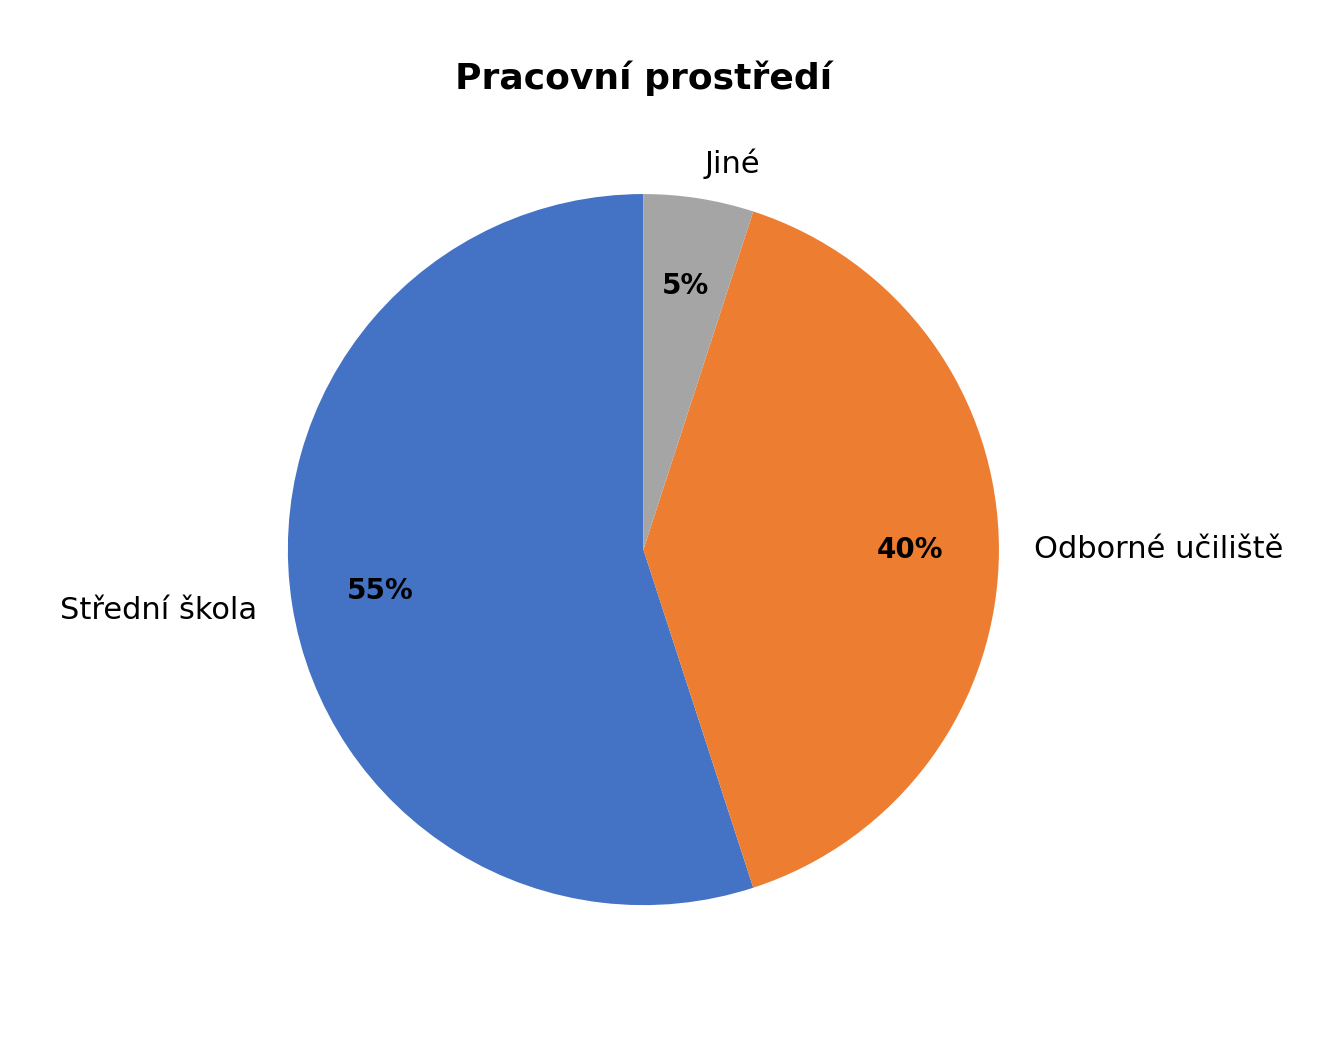 Pracovní prostředí
Jiné
5%
40%
Odborné učiliště
55%
Střední škola